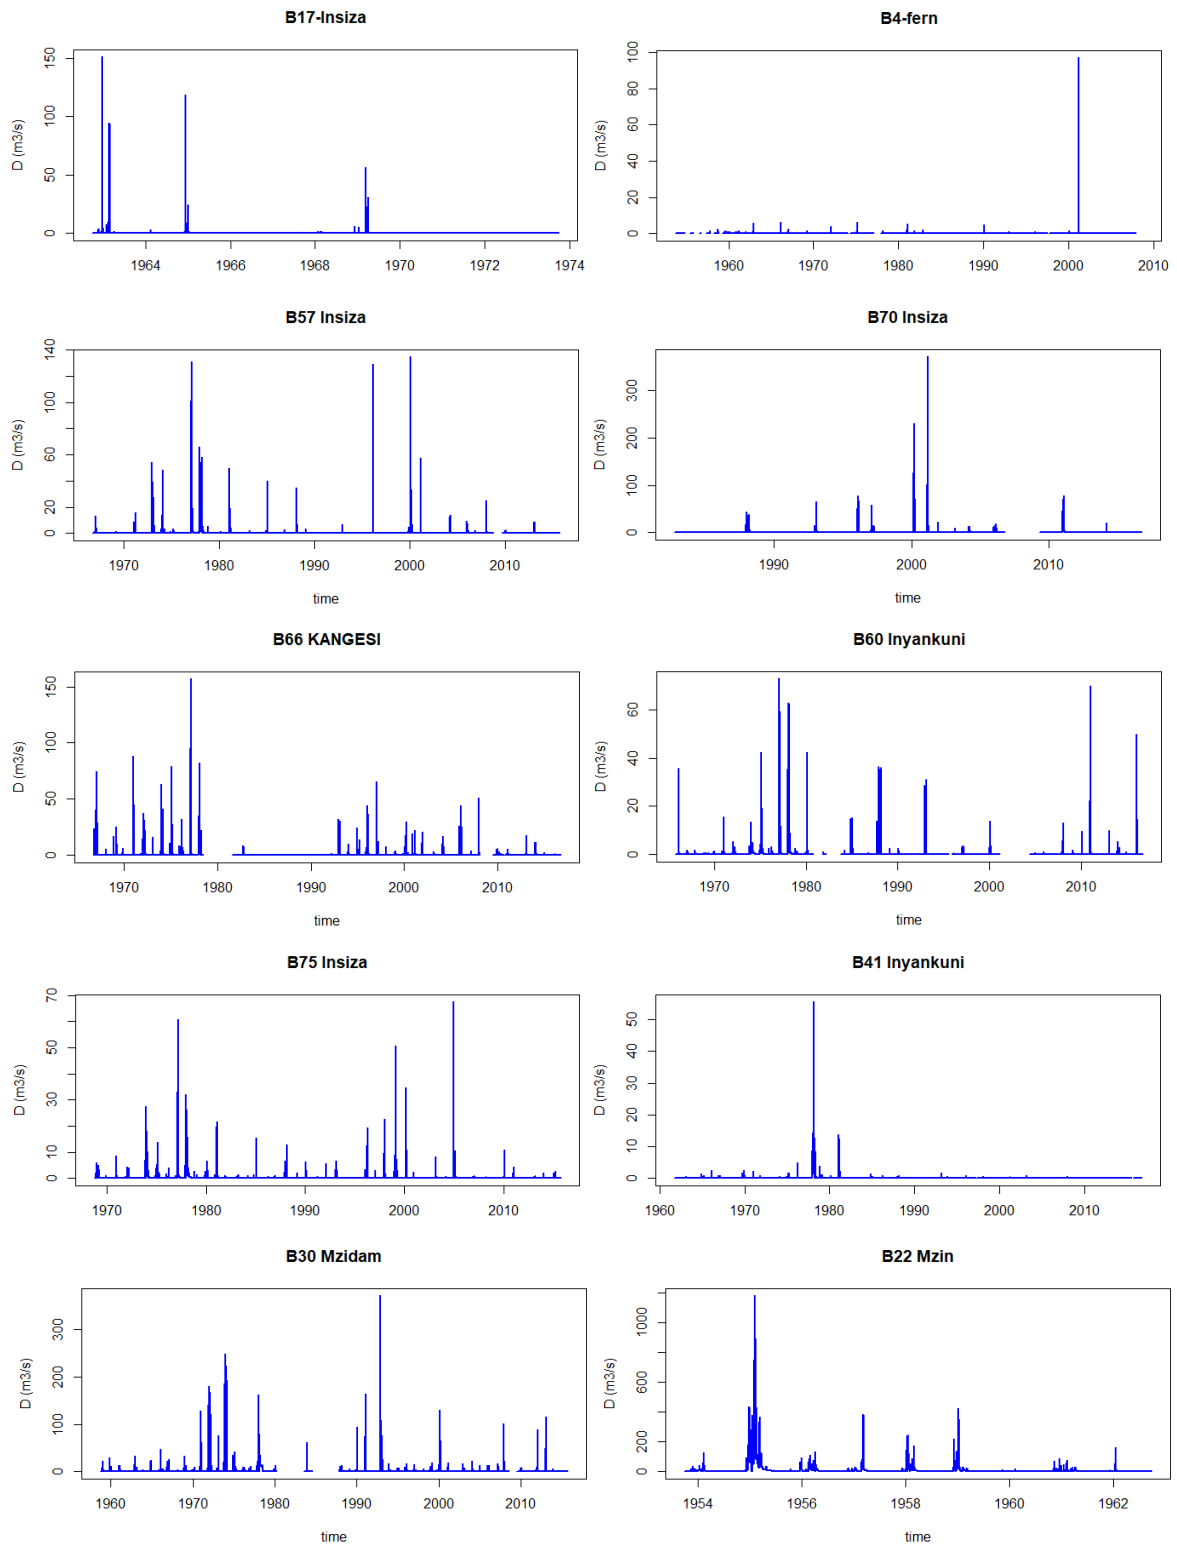 B17-Insiza
D (m3/s)
0 50 100 150
1964 1966 1968 1970 1972 1974
B4-fern
D (m3/s)
0 20 40 60 80 100
1960 1970 1980 1990 2000 2010
B57 Insiza
D (m3/s)
0 20 60 100 140
1970 1980 1990 2000 2010
time
B70 Insiza
D (m3/s)
0 100 200 300
1990 2000 2010
time
B66 KANGESI
D (m3/s)
0 50 100 150
1970 1980 1990 2000 2010
time
B60 Inyankuni
D (m3/s)
0 20 40 60
1970 1980 1990 2000 2010
time
B75 Insiza
D (m3/s)
0 10 30 50 70
1970 1980 1990 2000 2010
B41 Inyankuni
D (m3/s)
0 10 20 30 40 50
1960 1970 1980 1990 2000 2010
B30 Mzidam
D (m3/s)
0 100 200 300
1960 1970 1980 1990 2000 2010
time
B22 Mzin
D (m3/s)
0 200 600 1000
1954 1956 1958 1960 1962
time